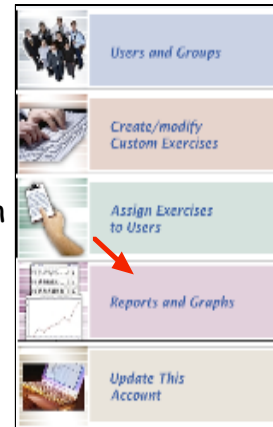 Users and Groups
Create/modify
Custom Exercises
Assign Exercises
to Users
Reports and Graphs
Update This
Account